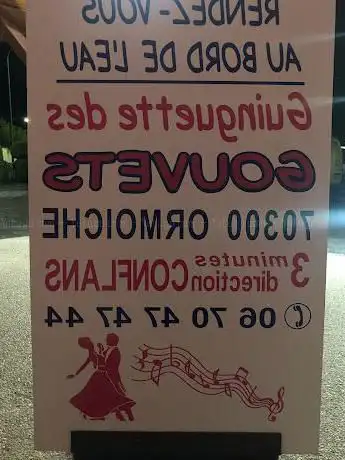 RENDEZ-VOUS
AU BORD DE L'EAU
Guinguette des
GOUVETS
70300 ORMOICHE
3 minutes
direction CONFLANS
06 70 47 47 44